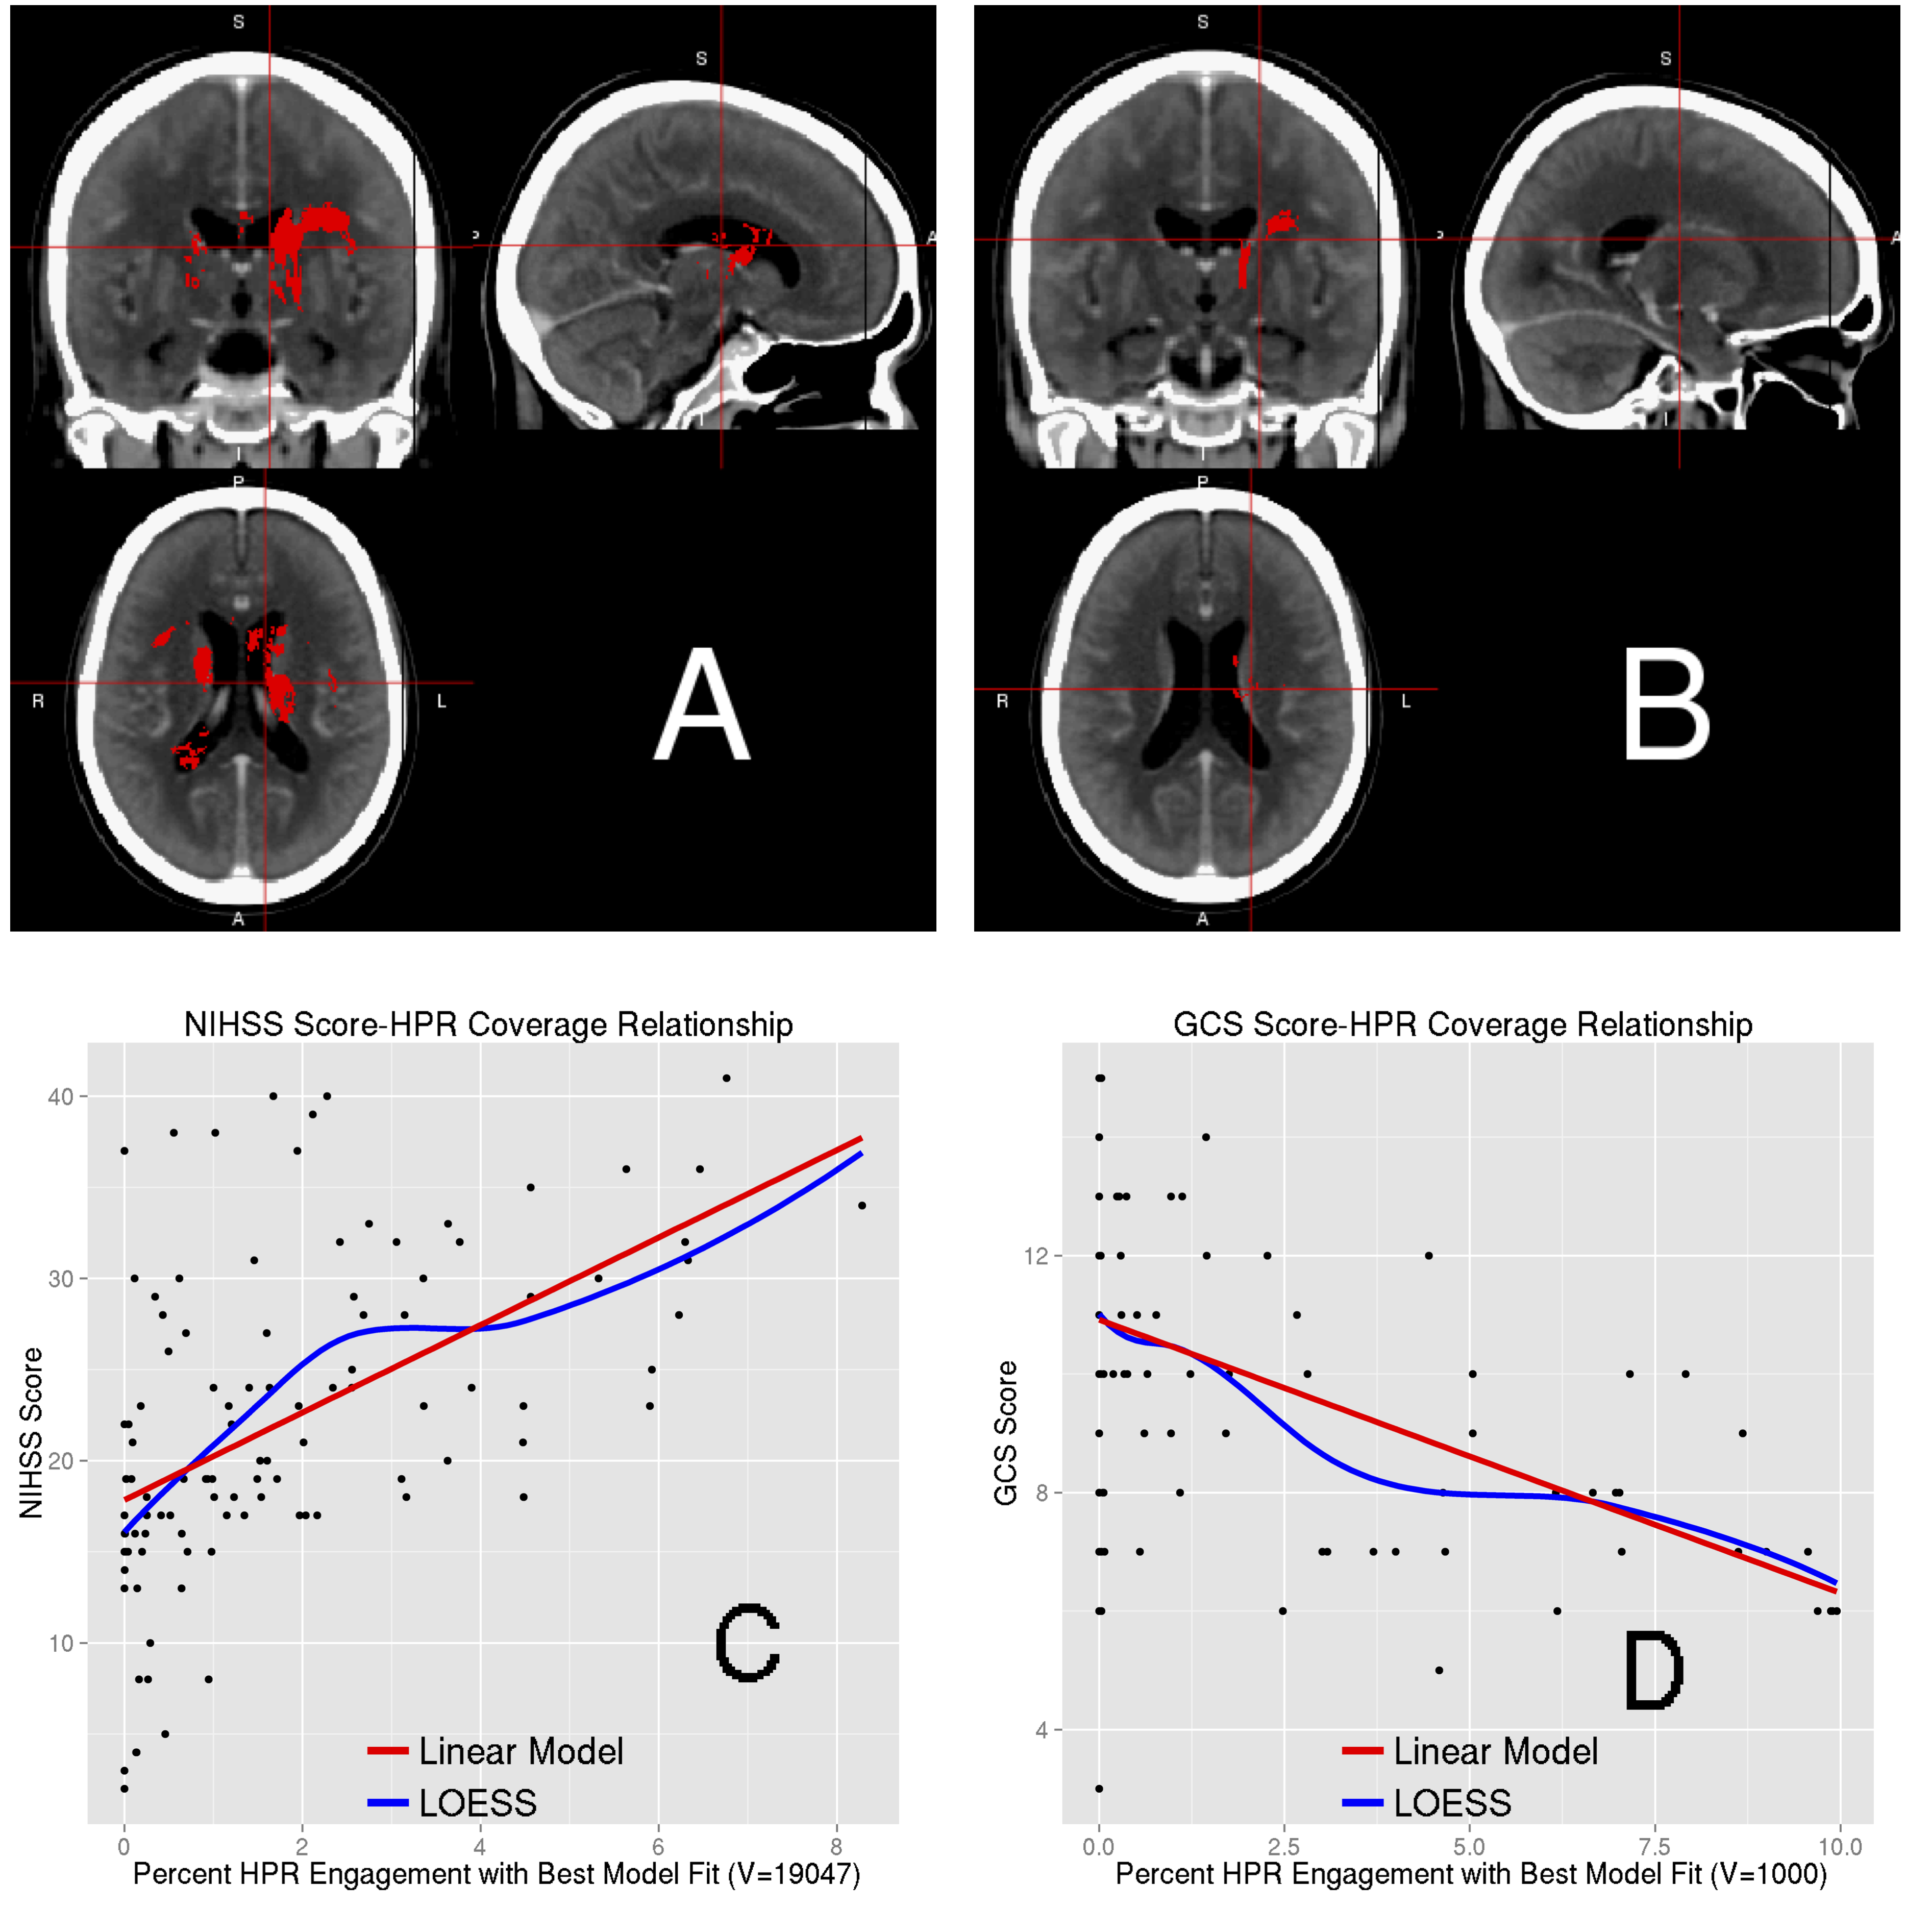 S
S
P
A
I
P
R
L
A
A
S
S
P
A
I
I
P
R
L
A
B
NIHSS Score-HPR Coverage Relationship
NIHSS Score
40
30
20
10
0 2 4 6 8
Percent HPR Engagement with Best Model Fit (V=19047)
C
Linear Model
LOESS
GCS Score-HPR Coverage Relationship
GCS Score
12
8
4
0.0 2.5 5.0 7.5 10.0
Percent HPR Engagement with Best Model Fit (V=1000)
D
Linear Model
LOESS